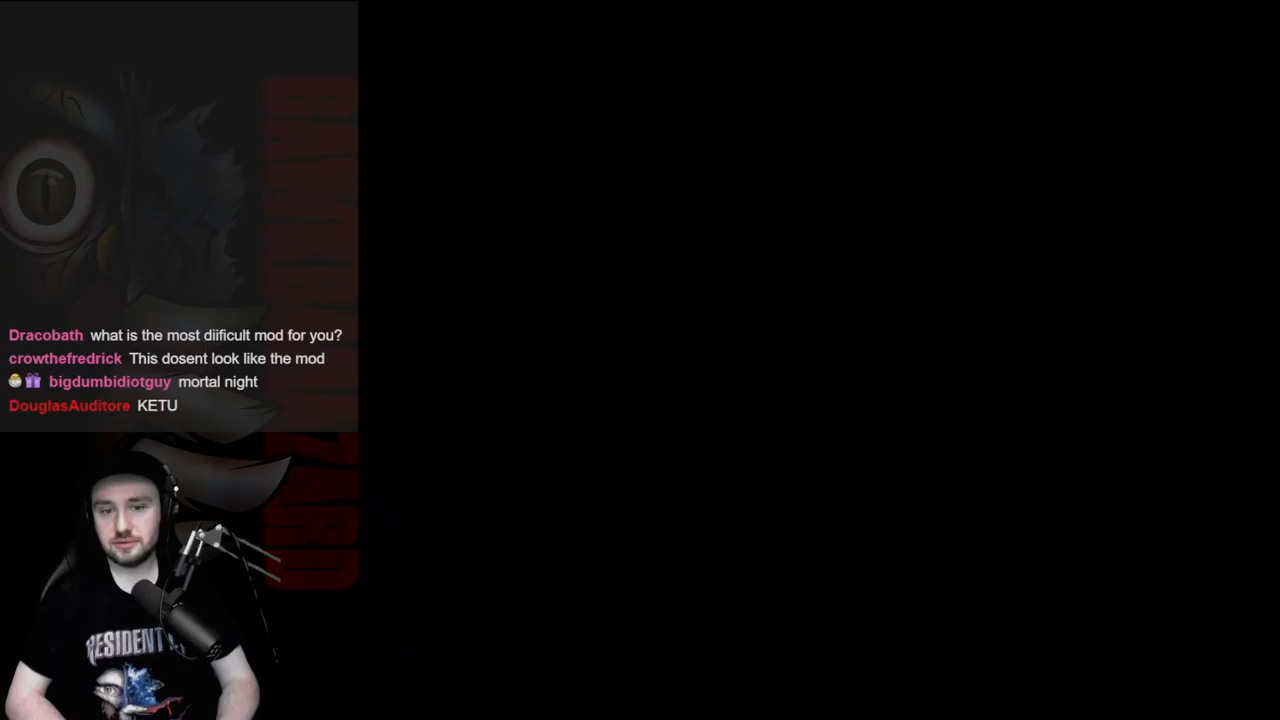 Dracobath what is the most diificult mod for you?
crowthefredrick This dosent look like the mod
bigdumbidiotguy mortal night
DouglasAuditore KETU
RESIDENT